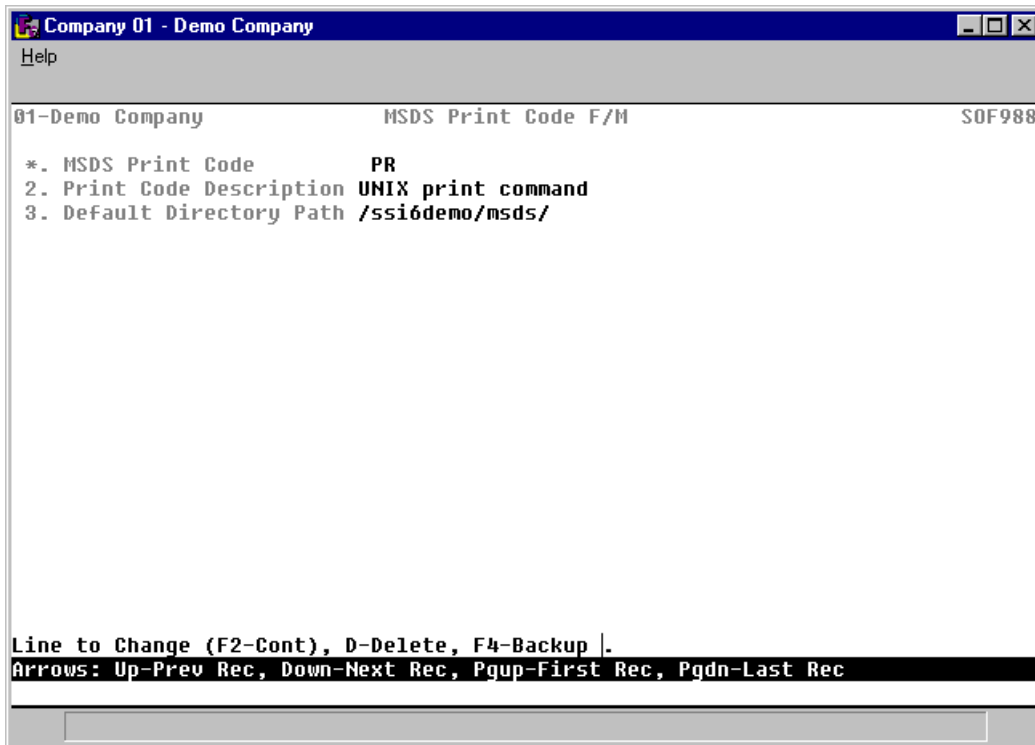 Company 01 - Demo Company
Help
01-Demo Company MSDS Print Code F/M SOF988
*. MSDS Print Code PR
2. Print Code Description UNIX print command
3. Default Directory Path /ssi6demo/msds/
Line to Change (F2-Cont), D-Delete, F4-Backup .
Arrows: Up-Prev Rec, Down-Next Rec, Pgup-First Rec, Pgdn-Last Rec